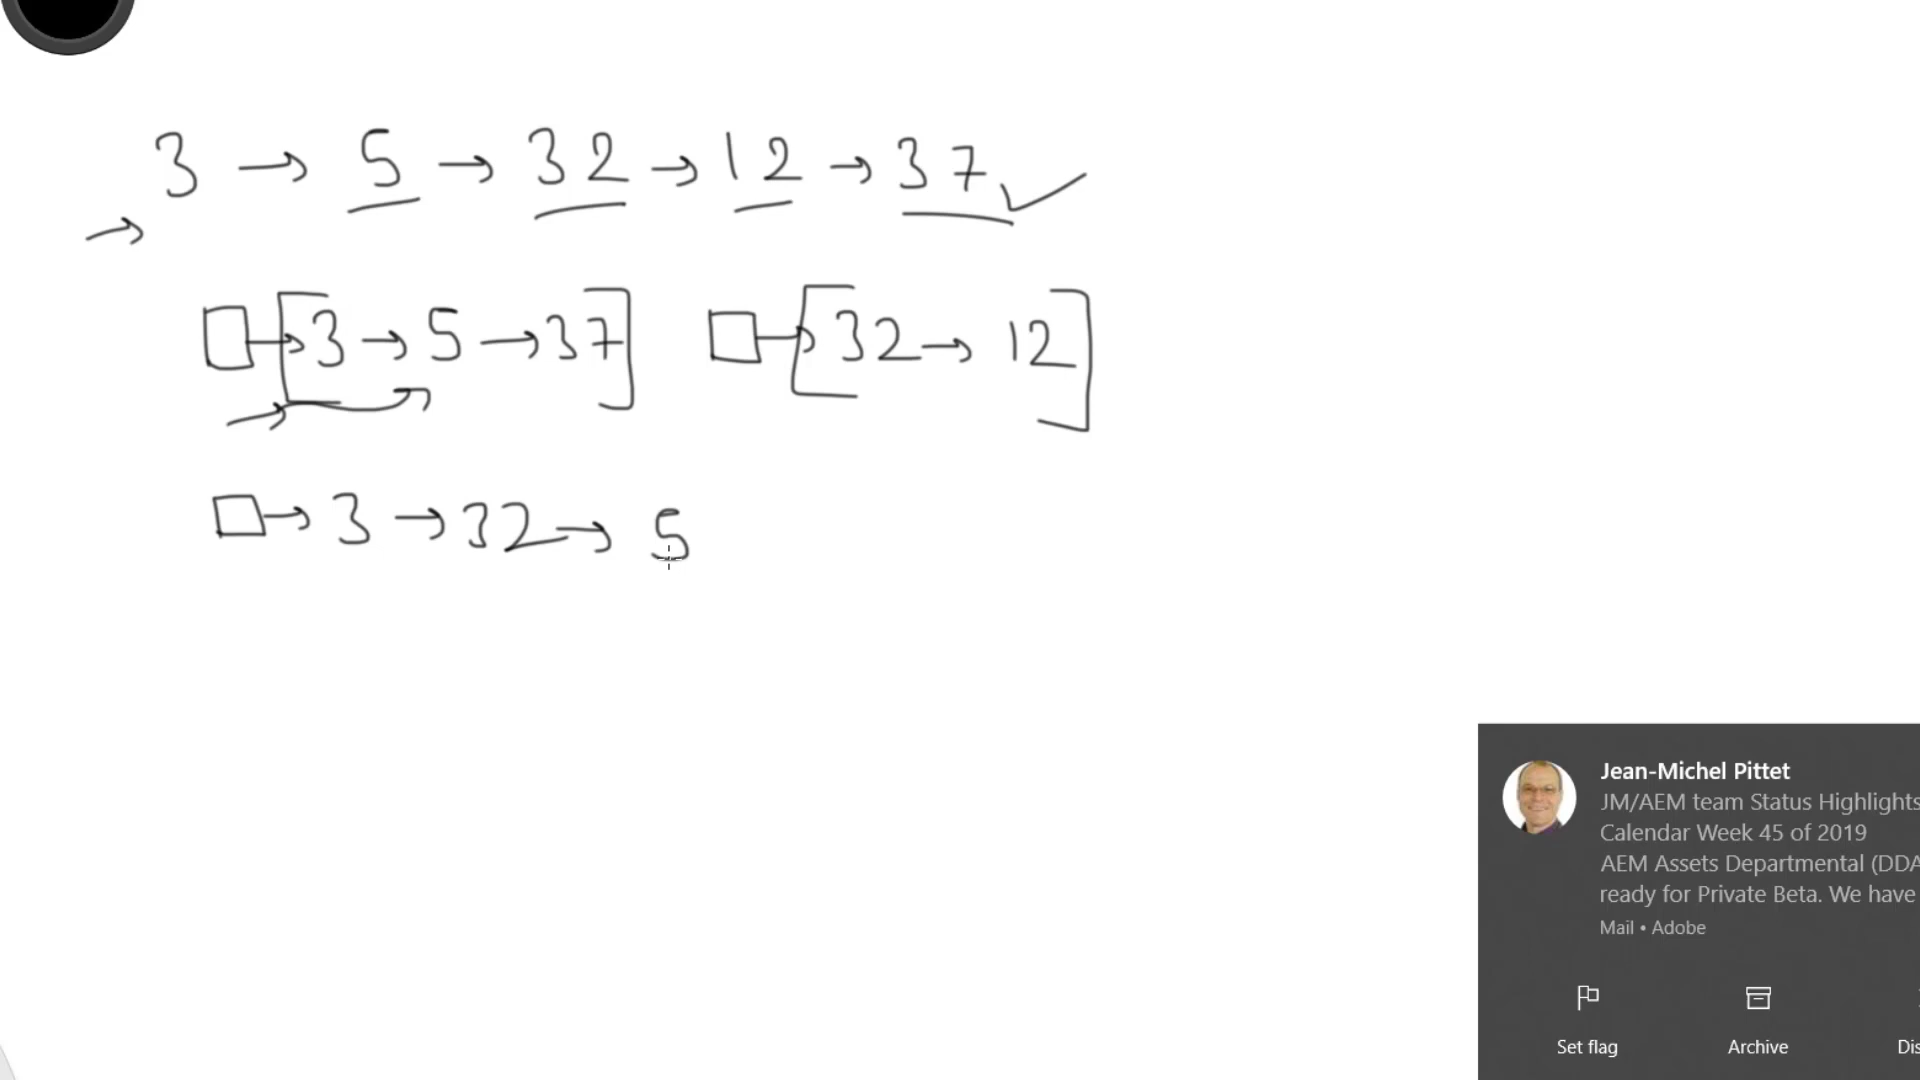 3 → 5 → 32 → 12 → 37 ✓
→
□→[3 → 5 → 37] □→[32 → 12]
□→ 3 → 32 → 5
Jean-Michel Pittet
JM/AEM team Status Highlights
Calendar Week 45 of 2019
AEM Assets Departmental (DDA
ready for Private Beta. We have
Mail • Adobe
Set flag Archive Dis